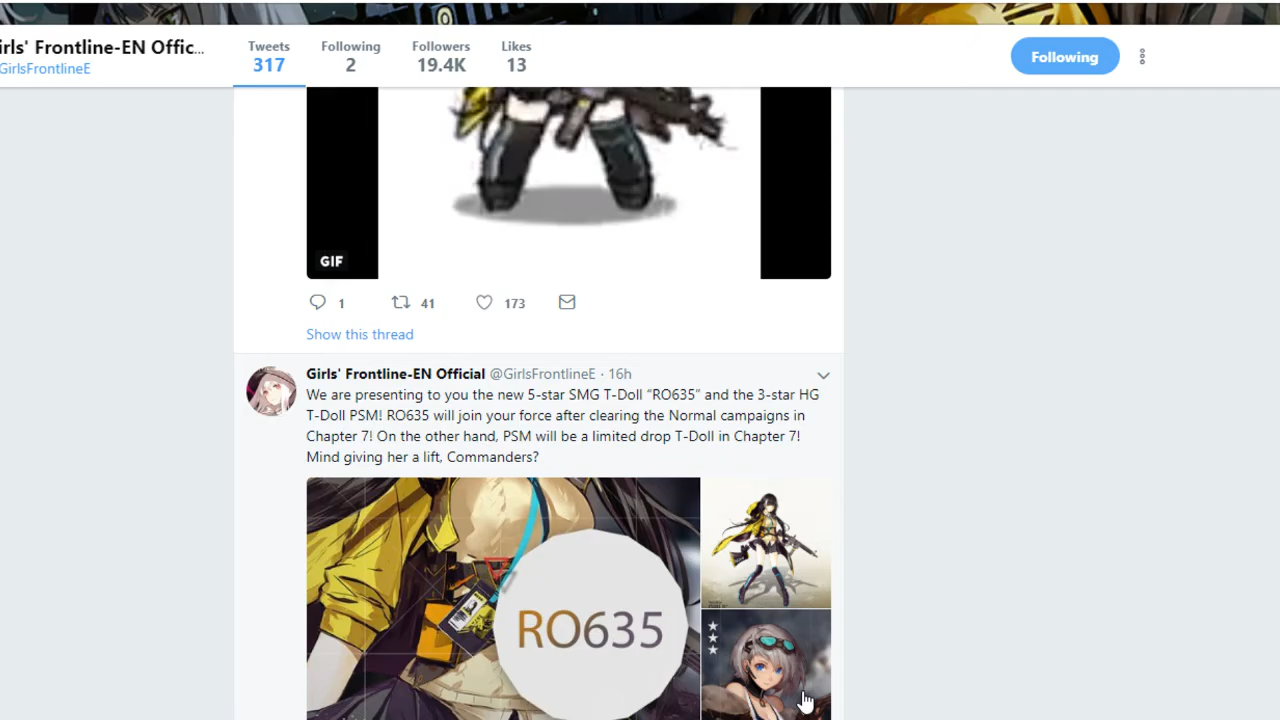 irls' Frontline-EN Offic...
GirlsFrontlineE
Tweets
317
Following
2
Followers
19.4K
Likes
13
Following
GIF
1
41
173
Show this thread
Girls' Frontline-EN Official @GirlsFrontlineE · 16h
We are presenting to you the new 5-star SMG T-Doll “RO635” and the 3-star HG
T-Doll PSM! RO635 will join your force after clearing the Normal campaigns in
Chapter 7! On the other hand, PSM will be a limited drop T-Doll in Chapter 7!
Mind giving her a lift, Commanders?
RO635